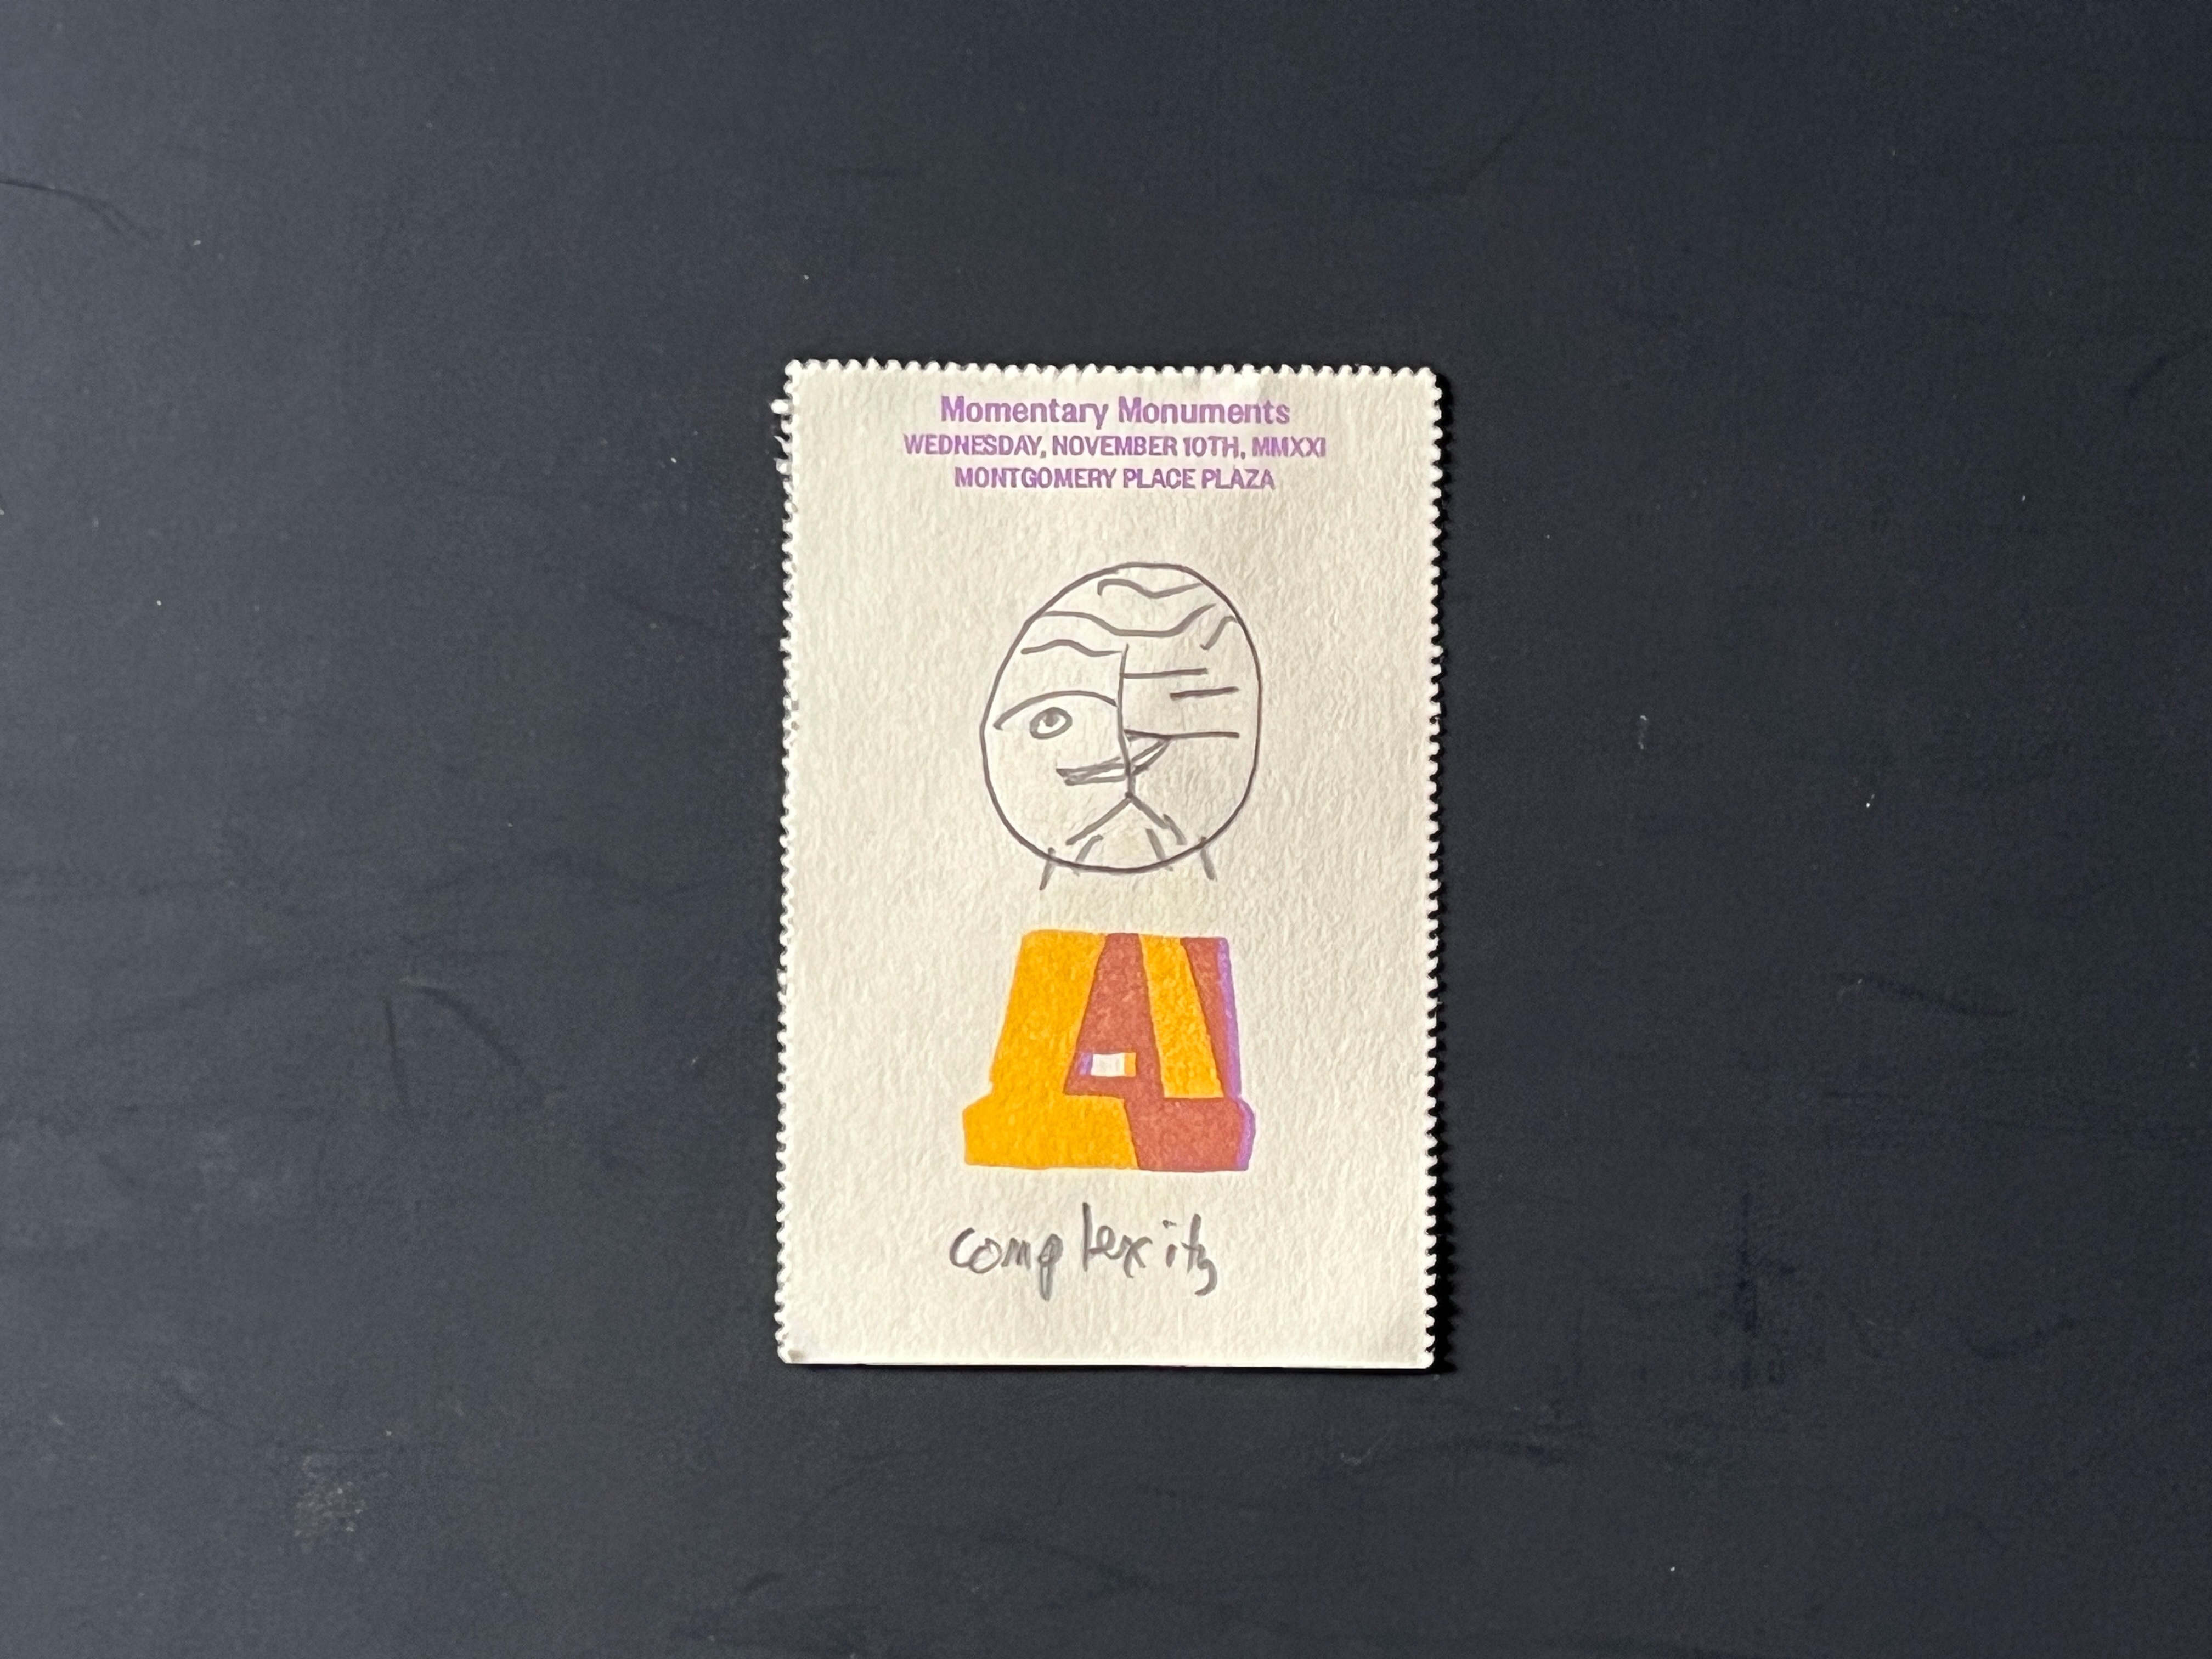 Momentary Monuments
WEDNESDAY, NOVEMBER 10TH, MMXXI
MONTGOMERY PLACE PLAZA
complexity